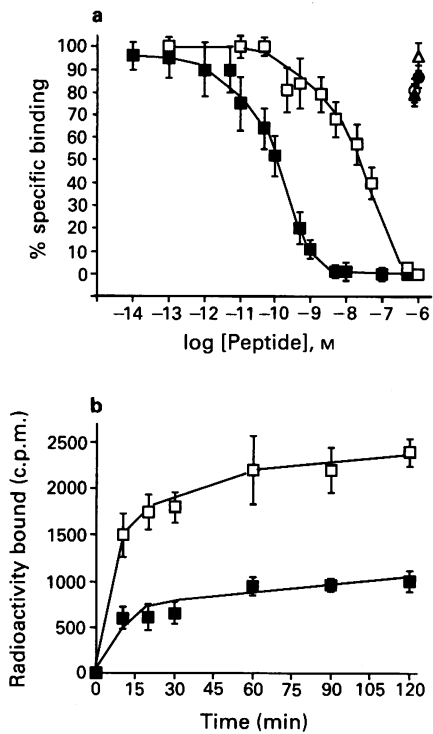 a
% specific binding
100
90
80
70
60
50
40
30
20
10
0
–14 –13 –12 –11 –10 –9 –8 –7 –6
log [Peptide], M
b
Radioactivity bound (c.p.m.)
2500
2000
1500
1000
500
0
0 15 30 45 60 75 90 105 120
Time (min)